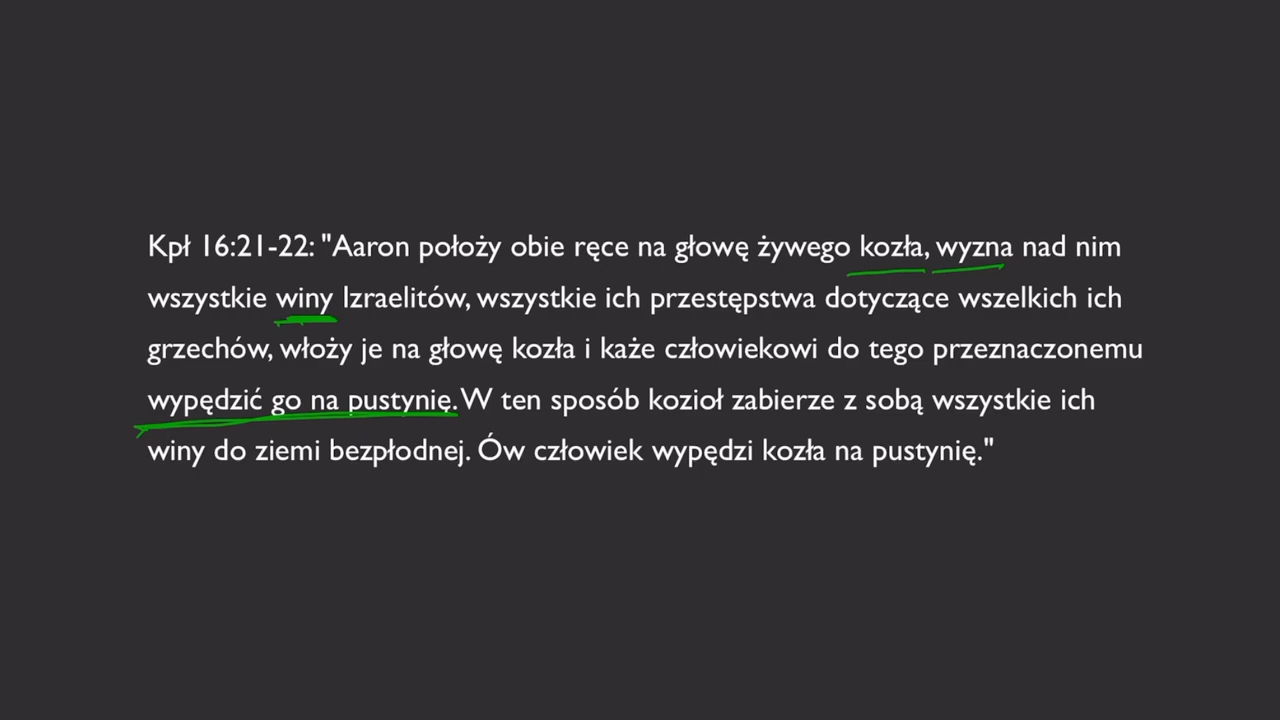 Kpł 16:21-22: "Aaron położy obie ręce na głowę żywego kozła, wyzna nad nim
wszystkie winy Izraelitów, wszystkie ich przestępstwa dotyczące wszelkich ich
grzechów, włoży je na głowę kozła i każe człowiekowi do tego przeznaczonemu
wypędzić go na pustynię. W ten sposób kozioł zabierze z sobą wszystkie ich
winy do ziemi bezpłodnej. Ów człowiek wypędzi kozła na pustynię."